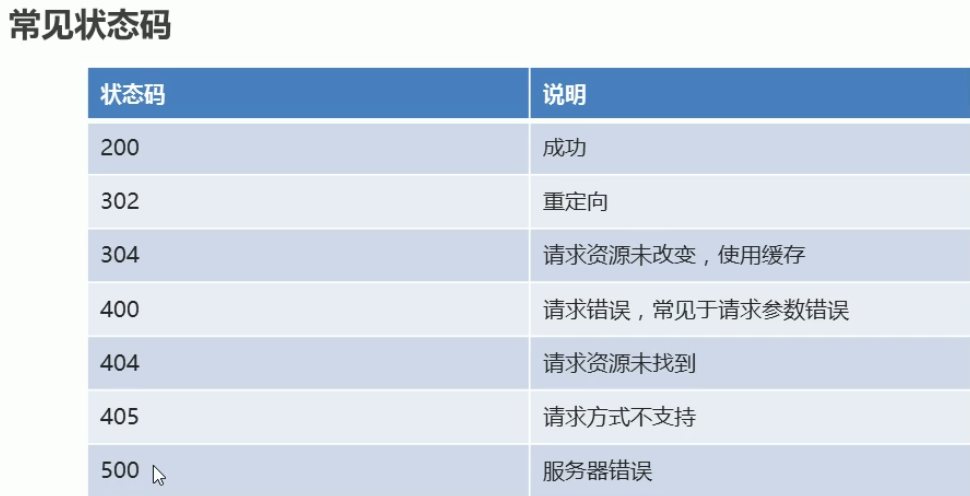 常见状态码
状态码 说明
200 成功
302 重定向
304 请求资源未改变，使用缓存
400 请求错误，常见于请求参数错误
404 请求资源未找到
405 请求方式不支持
500 服务器错误